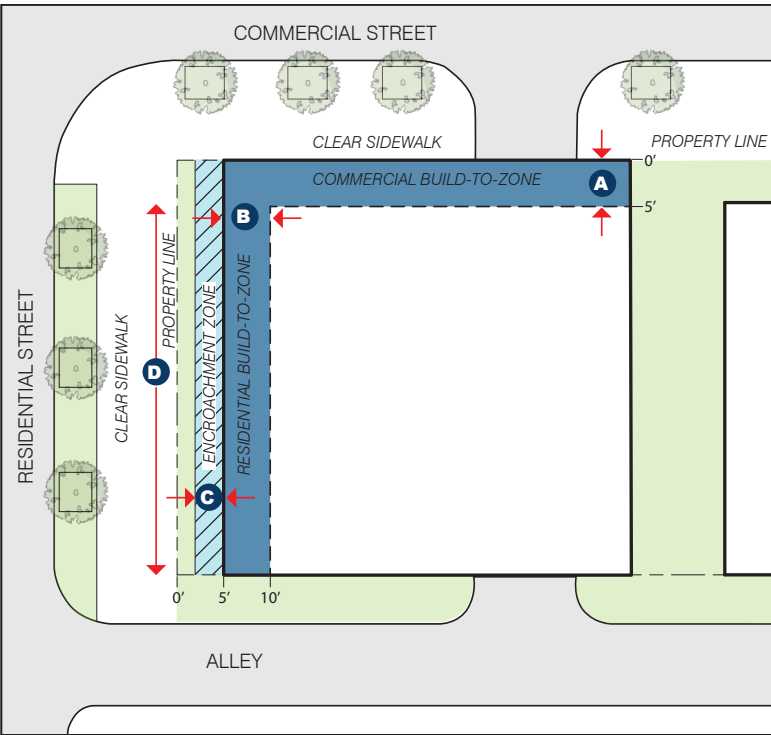 COMMERCIAL STREET
CLEAR SIDEWALK
PROPERTY LINE
0'
COMMERCIAL BUILD-TO-ZONE
A
5'
B
RESIDENTIAL STREET
CLEAR SIDEWALK
D
PROPERTY LINE
ENCROACHMENT ZONE
RESIDENTIAL BUILD-TO-ZONE
C
0'
5'
10'
ALLEY